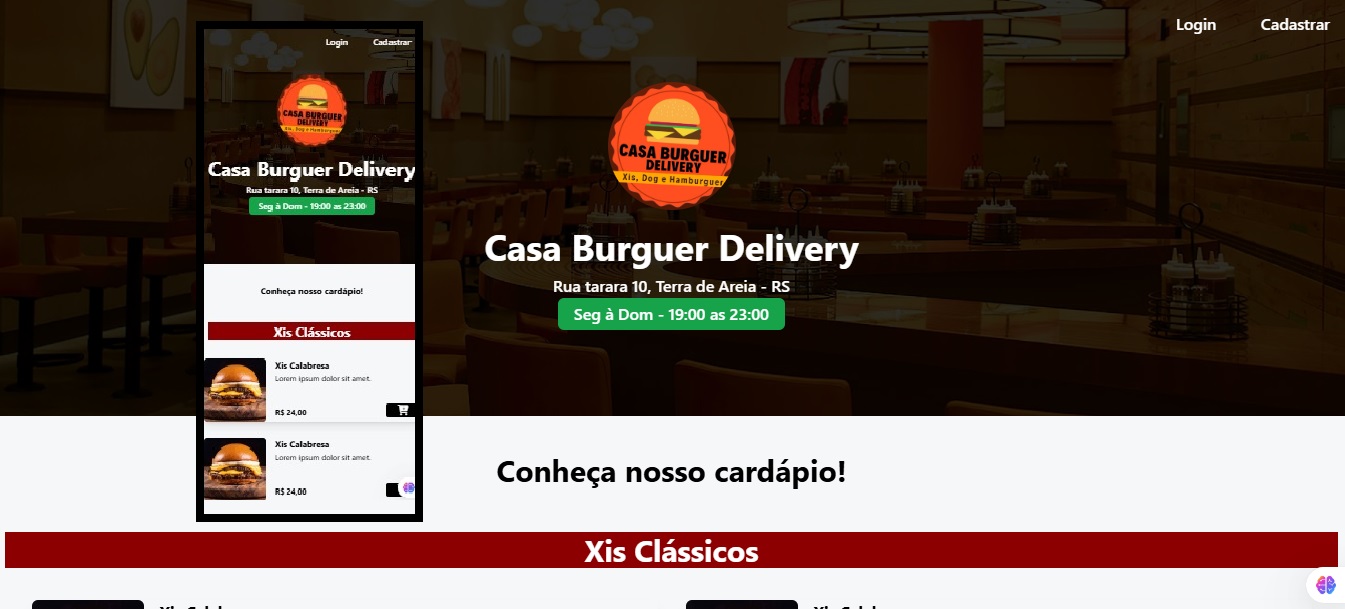 Login Cadastrar
CASA BURGUER
DELIVERY
Xis, Dog e Hamburguer
Casa Burguer Delivery
Rua tarara 10, Terra de Areia - RS
Seg à Dom - 19:00 as 23:00
Conheça nosso cardápio!
Xis Clássicos
Xis Calabresa
Lorem ipsum dollor sit amet.
R$ 24,00
Xis Calabresa
Lorem ipsum dollor sit amet.
R$ 24,00
Login Cadastrar
CASA BURGUER
DELIVERY
Xis, Dog e Hamburguer
Casa Burguer Delivery
Rua tarara 10, Terra de Areia - RS
Seg à Dom - 19:00 as 23:00
Conheça nosso cardápio!
Xis Clássicos